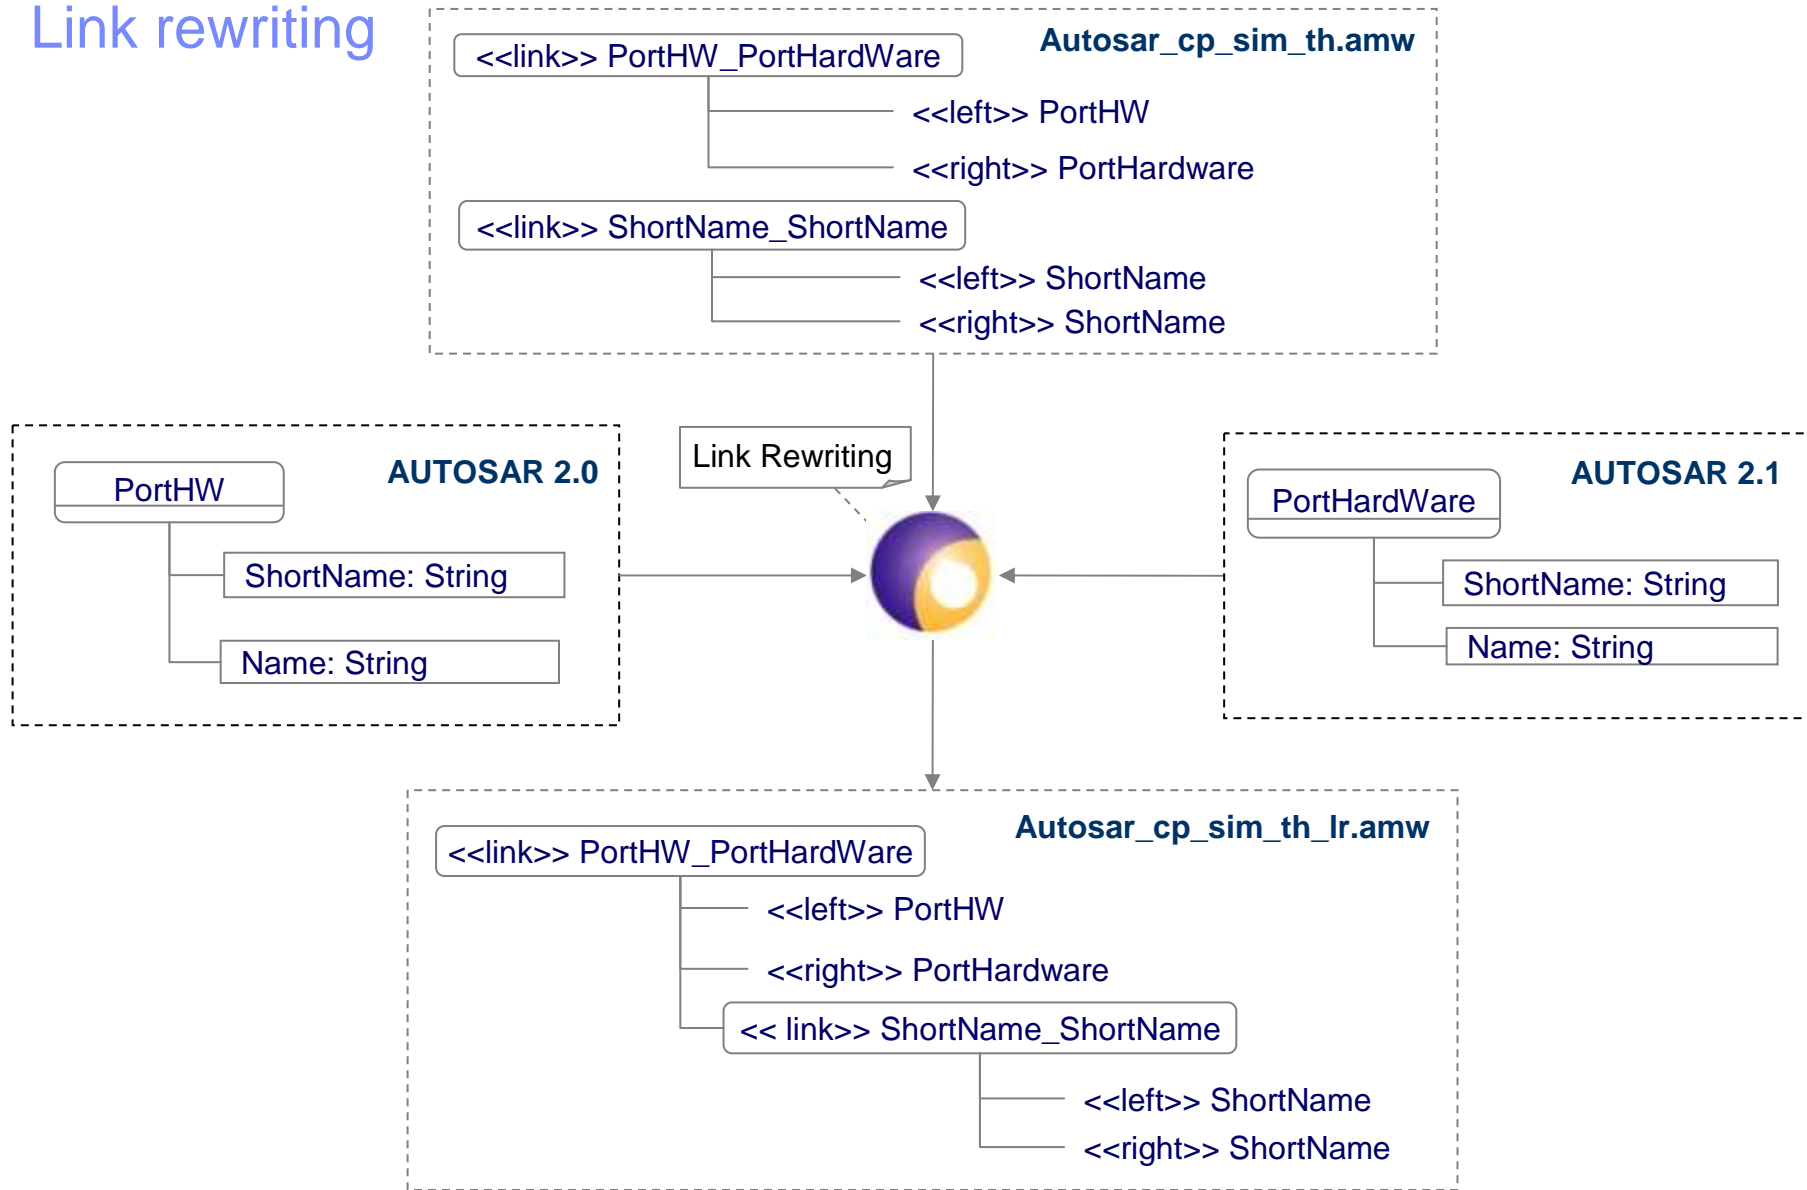 Link rewriting
Autosar_cp_sim_th.amw
<<link>> PortHW_PortHardWare
<<left>> PortHW
<<right>> PortHardware
<<link>> ShortName_ShortName
<<left>> ShortName
<<right>> ShortName
AUTOSAR 2.0
PortHW
ShortName: String
Name: String
Link Rewriting
AUTOSAR 2.1
PortHardWare
ShortName: String
Name: String
Autosar_cp_sim_th_lr.amw
<<link>> PortHW_PortHardWare
<<left>> PortHW
<<right>> PortHardware
<< link>> ShortName_ShortName
<<left>> ShortName
<<right>> ShortName